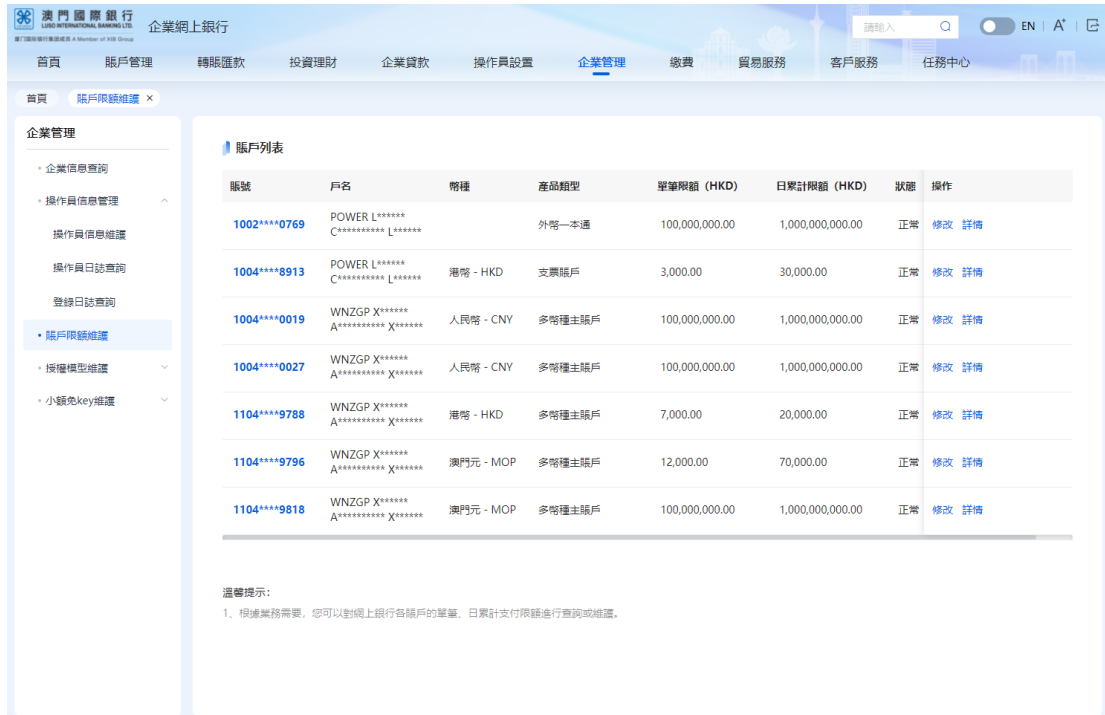 澳門國際銀行 企業網上銀行
LUSO INTERNATIONAL BANKING LTD.
厦门国际银行集团成员 A Member of XIB Group
請輸入 EN A+
首頁 賬戶管理 轉賬匯款 投資理財 企業貸款 操作員設置 企業管理 繳費 貿易服務 客戶服務 任務中心
首頁 賬戶限額維護 ×
企業管理
企業信息查詢
操作員信息管理
操作員信息維護
操作員日誌查詢
登錄日誌查詢
賬戶限額維護
授權模型維護
小額免key維護
賬戶列表
賬號 戶名 幣種 產品類型 單筆限額(HKD) 日累計限額(HKD) 狀態 操作
1002****0769 POWER L****** C********** L****** 外幣一本通 100,000,000.00 1,000,000,000.00 正常 修改 詳情
1004****8913 POWER L****** C********** L****** 港幣 - HKD 支票賬戶 3,000.00 30,000.00 正常 修改 詳情
1004****0019 WNZGP X****** A********** X****** 人民幣 - CNY 多幣種主賬戶 100,000,000.00 1,000,000,000.00 正常 修改 詳情
1004****0027 WNZGP X****** A********** X****** 人民幣 - CNY 多幣種主賬戶 100,000,000.00 1,000,000,000.00 正常 修改 詳情
1104****9788 WNZGP X****** A********** X****** 港幣 - HKD 多幣種主賬戶 7,000.00 20,000.00 正常 修改 詳情
1104****9796 WNZGP X****** A********** X****** 澳門元 - MOP 多幣種主賬戶 12,000.00 70,000.00 正常 修改 詳情
1104****9818 WNZGP X****** A********** X****** 澳門元 - MOP 多幣種主賬戶 100,000,000.00 1,000,000,000.00 正常 修改 詳情
溫馨提示:
1、根據業務需要，您可以對網上銀行各賬戶的單筆、日累計支付限額進行查詢或維護。